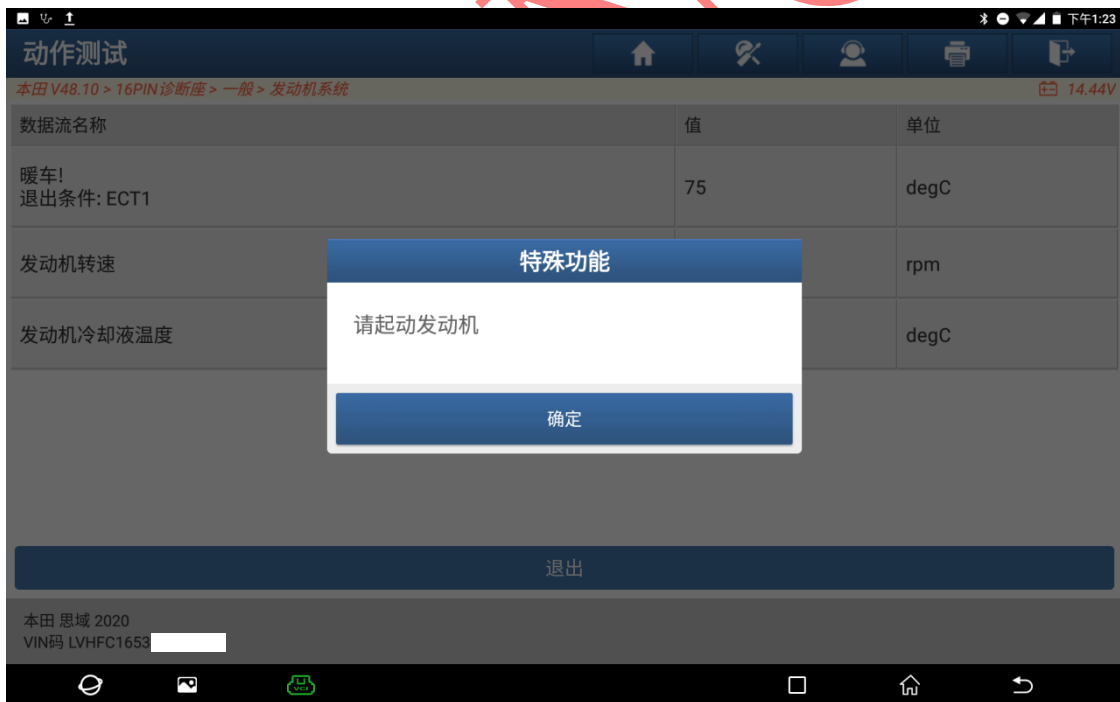 下午1:23
动作测试
本田 V48.10 > 16PIN诊断座 > 一般 > 发动机系统
14.44V
数据流名称 值 单位
暖车!
退出条件: ECT1
75 degC
发动机转速 rpm
发动机冷却液温度 degC
特殊功能
请起动发动机
确定
退出
本田 思域 2020
VIN码 LVHFC1653
VCI